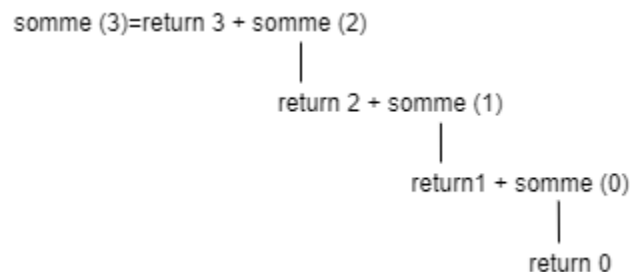 somme (3)=return 3 + somme (2)
return 2 + somme (1)
return1 + somme (0)
return 0